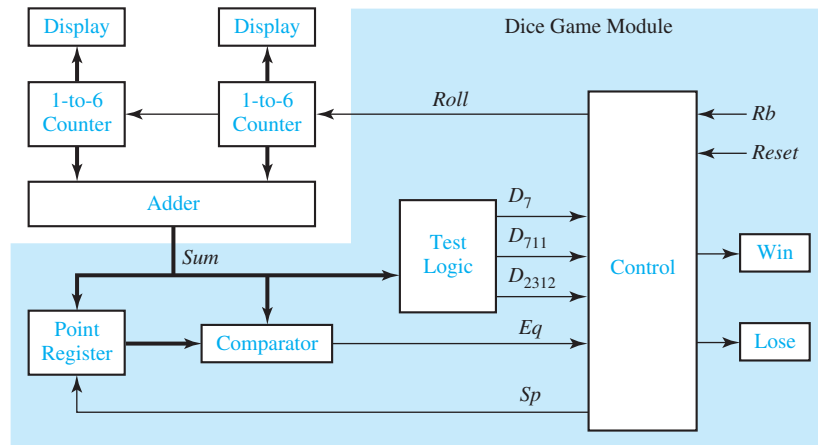 Display
Display
Dice Game Module
1-to-6
Counter
1-to-6
Counter
Roll
Rb
Reset
Adder
Sum
Test
Logic
D7
D711
D2312
Control
Win
Point
Register
Comparator
Eq
Lose
Sp